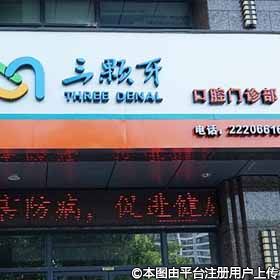 三颗牙
THREE DENAL
口腔门诊部
电话: 2220661
防病, 促进健
©本图由平台注册用户上传